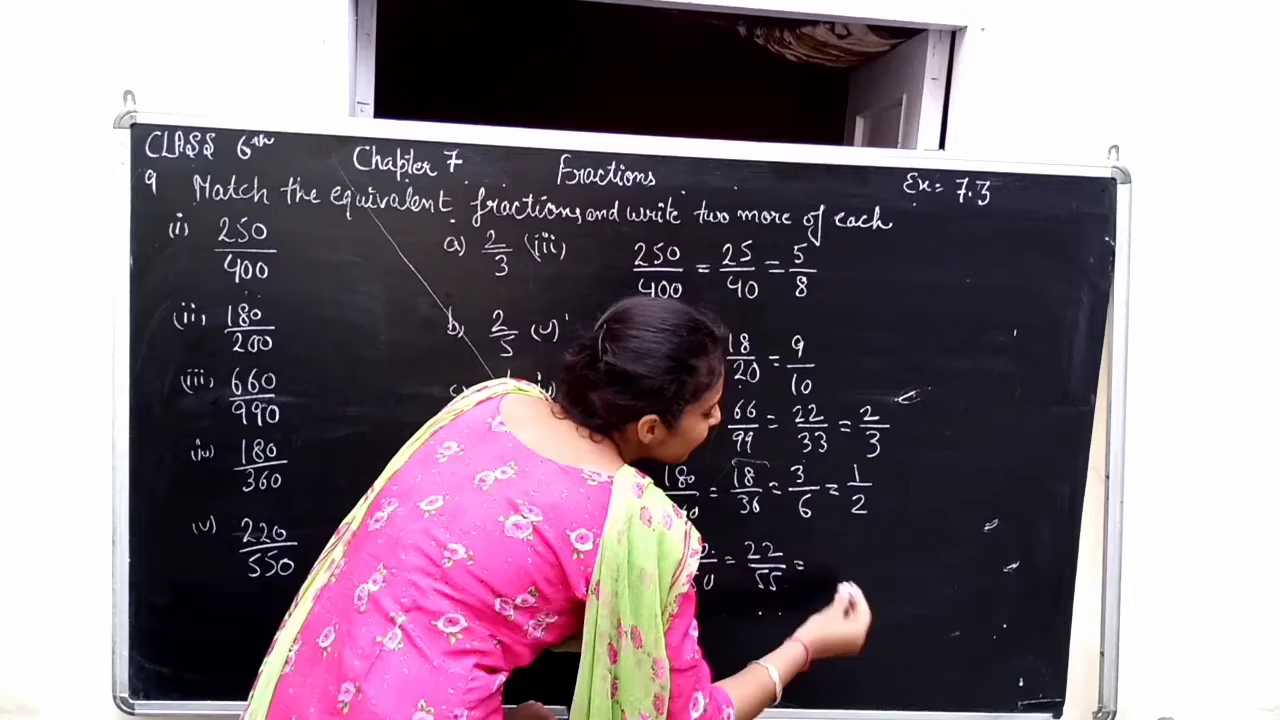 CLASS 6th Chapter 7 Fractions Ex= 7.3
9 Match the equivalent fractions and write two more of each
(i) 250/400 a) 2/3 (iii) 250/400 = 25/40 = 5/8
(ii) 180/200 b) 2/5 (v) 18/20 = 9/10
(iii) 660/990 66/99 = 22/33 = 2/3
(iv) 180/360 180 = 18/36 = 3/6 = 1/2
(v) 220/550 = 22/55 =